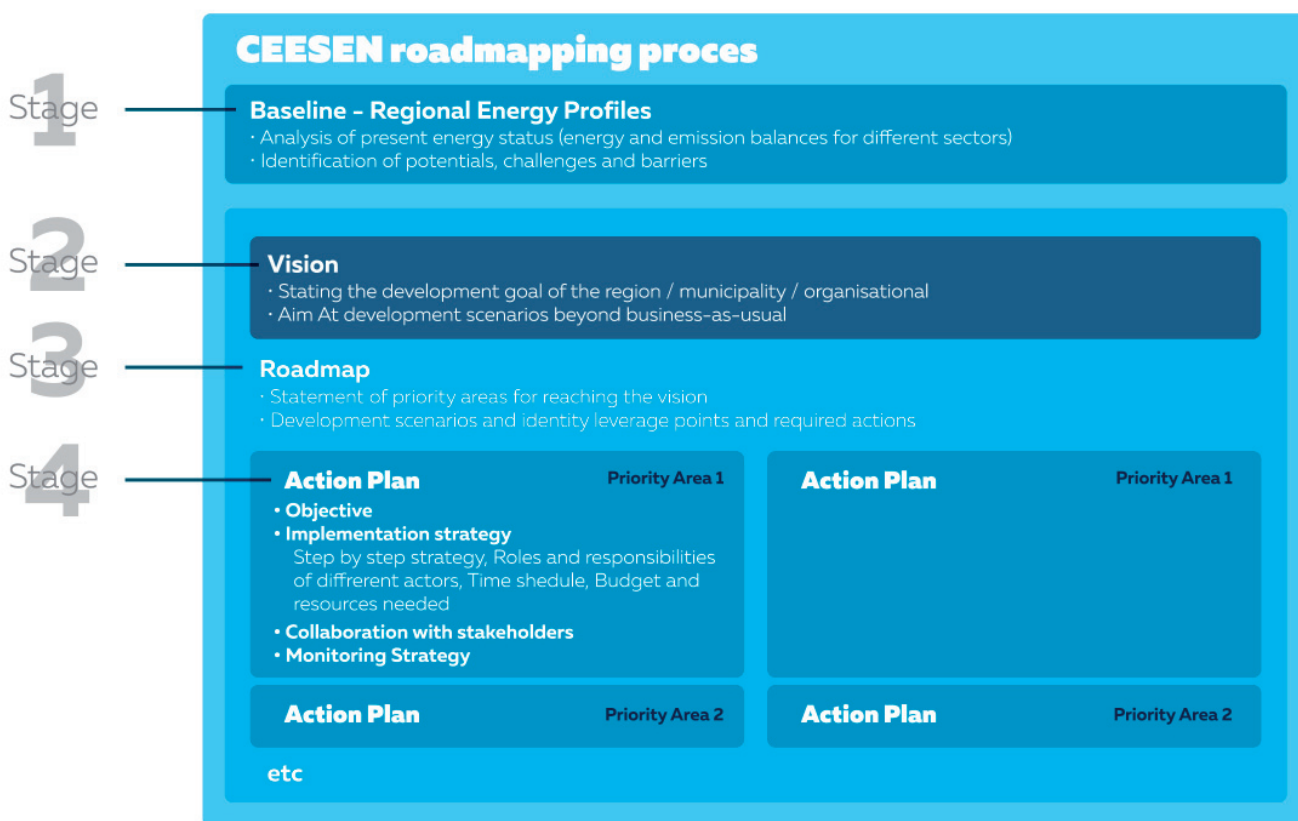 CEESEN roadmapping proces
Stage 1
Baseline - Regional Energy Profiles
· Analysis of present energy status (energy and emission balances for different sectors)
· Identification of potentials, challenges and barriers
Stage 2
Vision
· Stating the development goal of the region / municipality / organisational
· Aim At development scenarios beyond business-as-usual
Stage 3
Roadmap
· Statement of priority areas for reaching the vision
· Development scenarios and identity leverage points and required actions
Stage 4
Action Plan Priority Area 1
• Objective
• Implementation strategy
Step by step strategy, Roles and responsibilities
of diffrerent actors, Time shedule, Budget and
resources needed
• Collaboration with stakeholders
• Monitoring Strategy
Action Plan Priority Area 1
Action Plan Priority Area 2
Action Plan Priority Area 2
etc